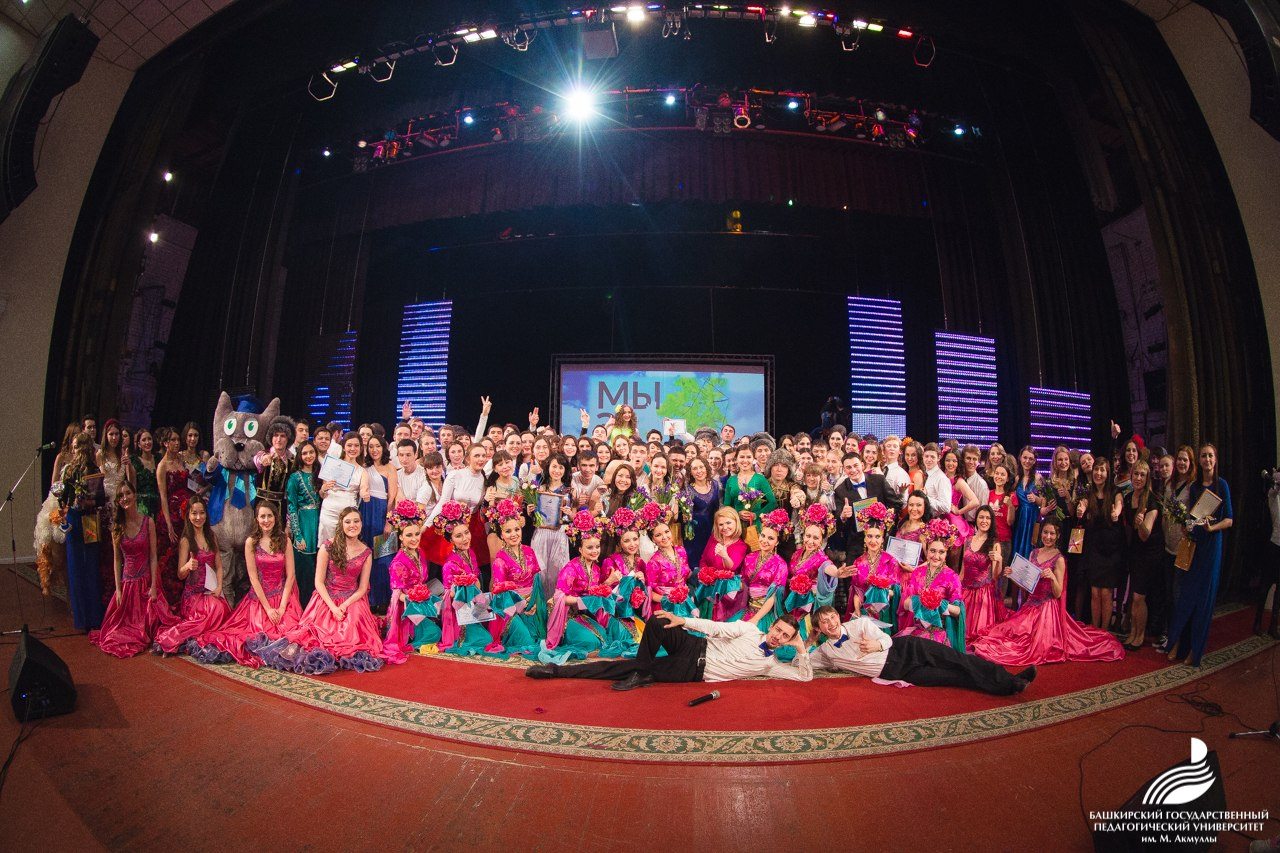 МЫ
БАШКИРСКИЙ ГОСУДАРСТВЕННЫЙ
ПЕДАГОГИЧЕСКИЙ УНИВЕРСИТЕТ
им. М. Акмуллы